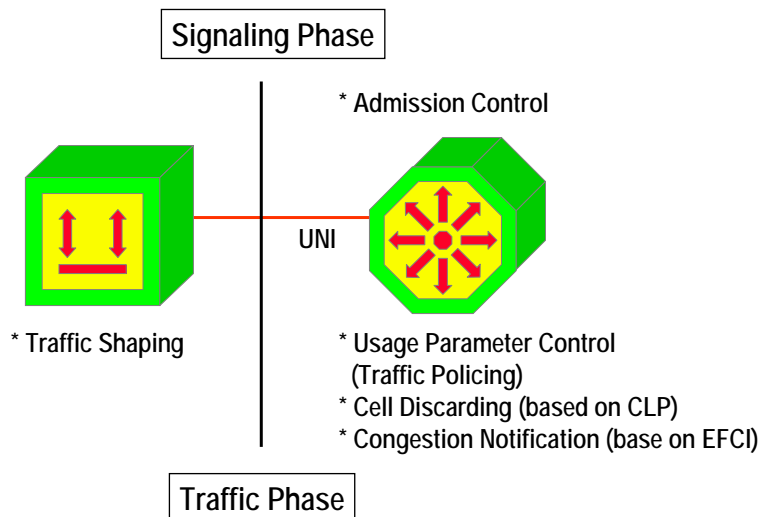 Signaling Phase
* Admission Control
UNI
* Traffic Shaping
* Usage Parameter Control
(Traffic Policing)
* Cell Discarding (based on CLP)
* Congestion Notification (base on EFCI)
Traffic Phase